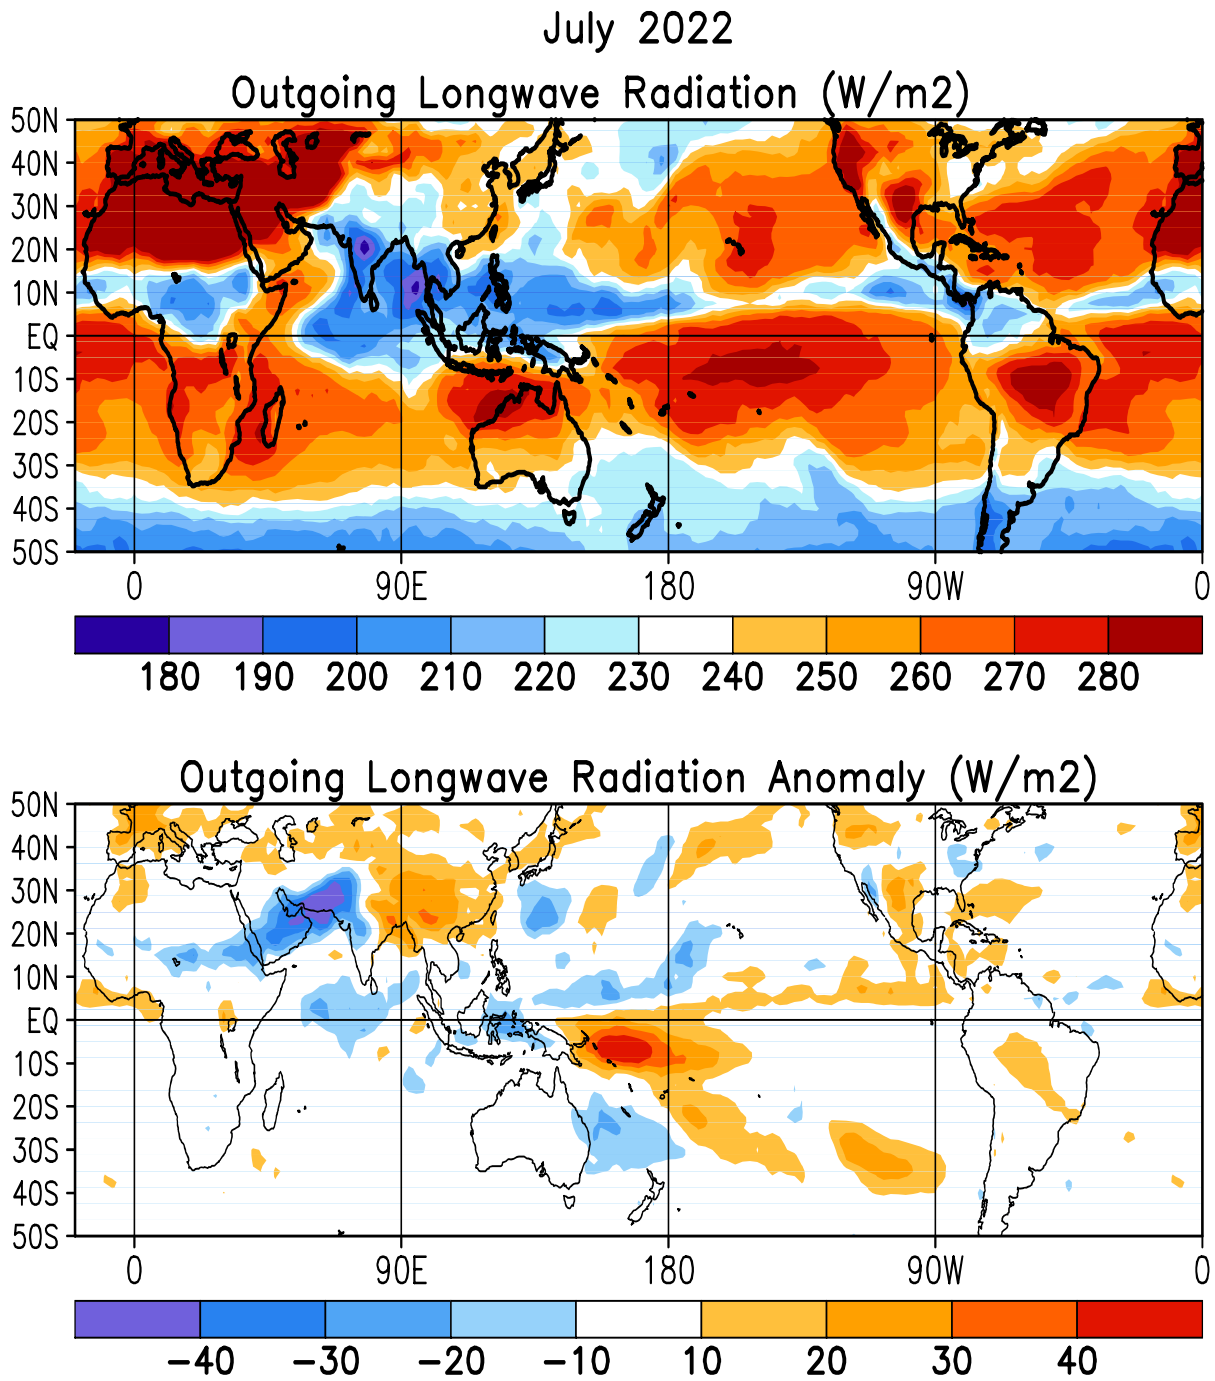 July 2022
Outgoing Longwave Radiation (W/m2)
50N
40N
30N
20N
10N
EQ
10S
20S
30S
40S
50S
0 90E 180 90W 0
180 190 200 210 220 230 240 250 260 270 280
Outgoing Longwave Radiation Anomaly (W/m2)
50N
40N
30N
20N
10N
EQ
10S
20S
30S
40S
50S
0 90E 180 90W 0
−40 −30 −20 −10 10 20 30 40